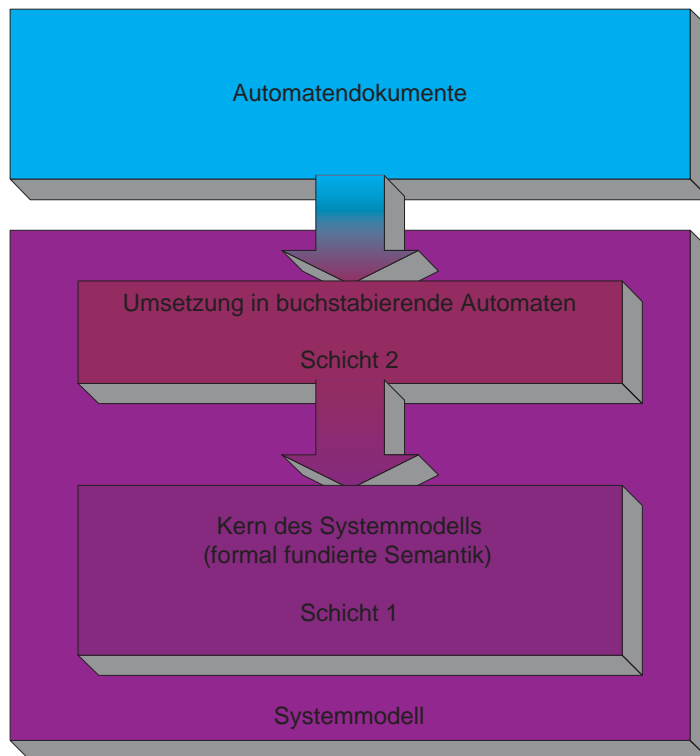 Automatendokumente
Umsetzung in buchstabierende Automaten
Schicht 2
Kern des Systemmodells
(formal fundierte Semantik)
Schicht 1
Systemmodell